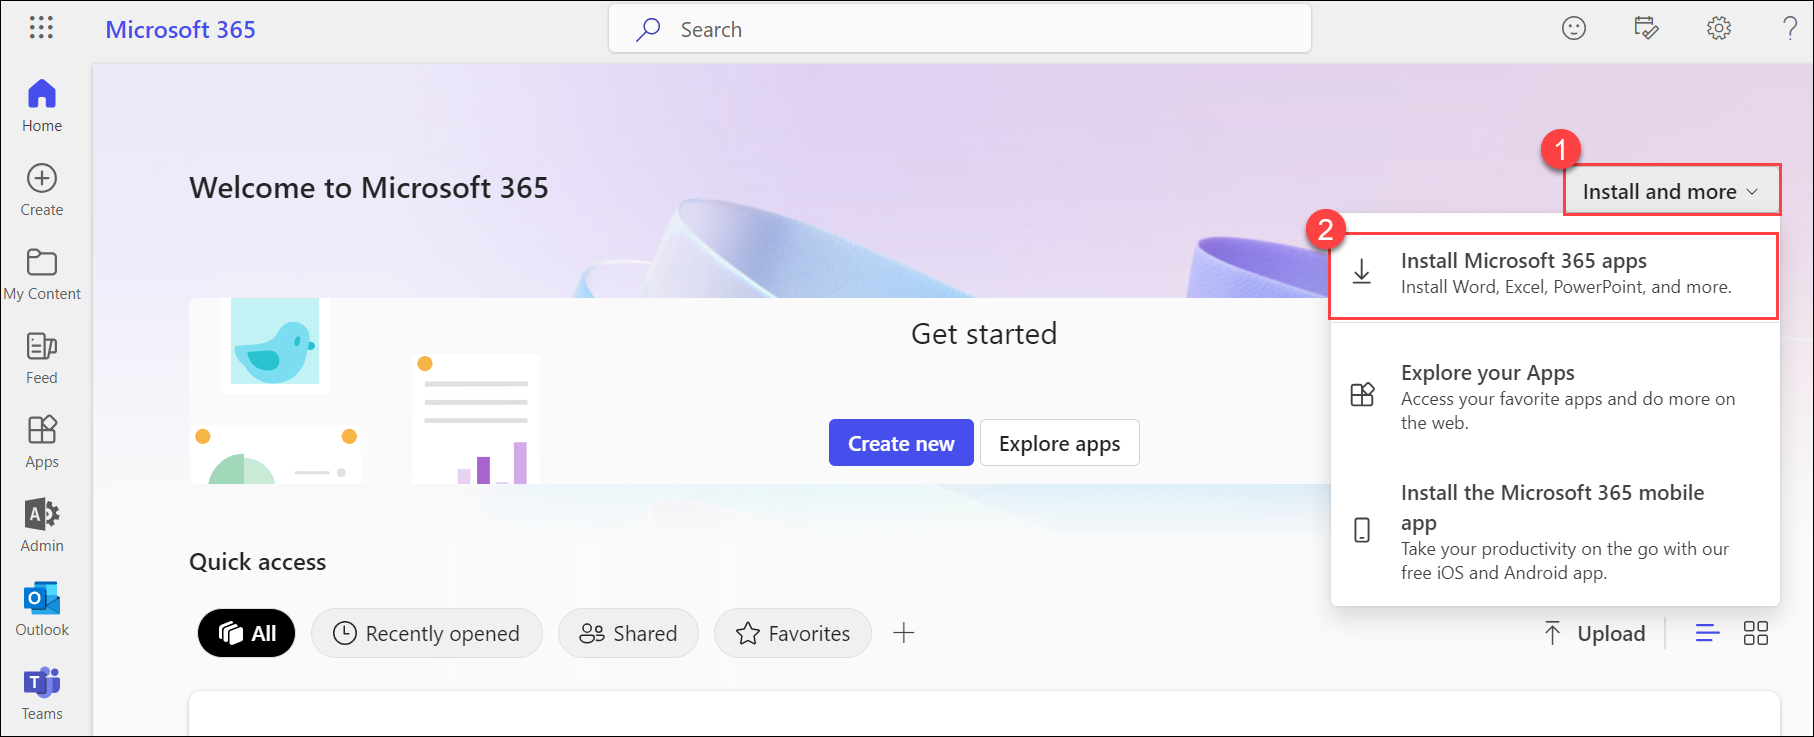 Microsoft 365
Search
Home
Create
My Content
Feed
Apps
A
Admin
O
Outlook
T
Teams
Welcome to Microsoft 365
1
Install and more
2
Install Microsoft 365 apps
Install Word, Excel, PowerPoint, and more.
Explore your Apps
Access your favorite apps and do more on
the web.
Install the Microsoft 365 mobile
app
Take your productivity on the go with our
free iOS and Android app.
Get started
Create new
Explore apps
Quick access
All
Recently opened
Shared
Favorites
Upload